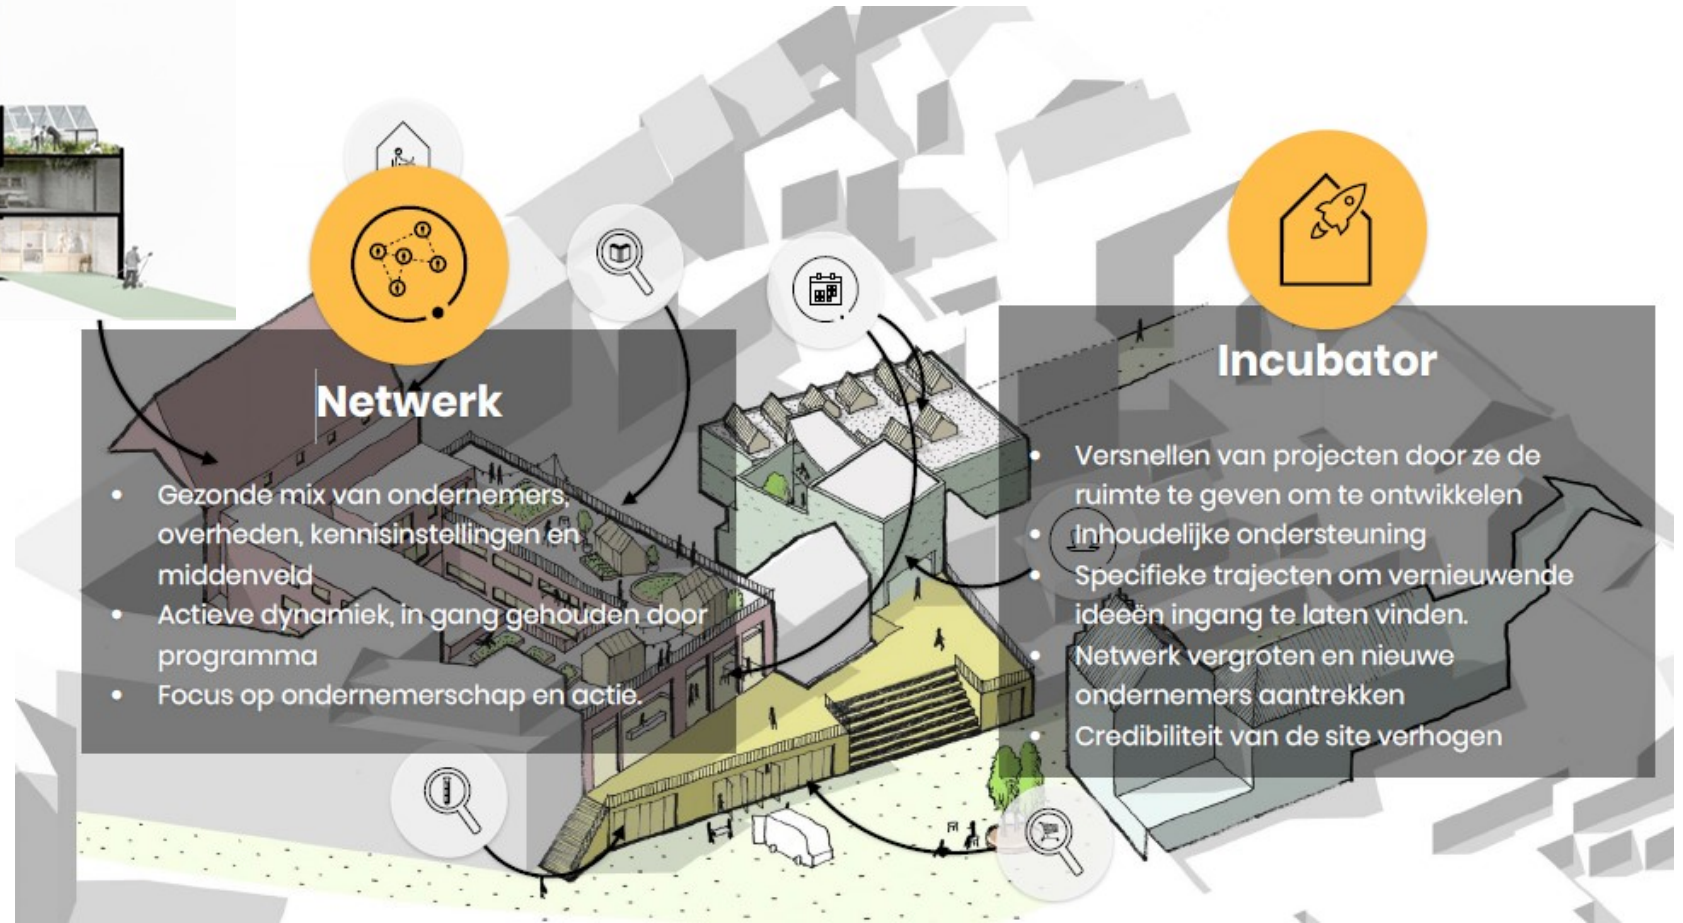 Netwerk
• Gezonde mix van ondernemers,
overheden, kennisinstellingen en
middenveld
• Actieve dynamiek, in gang gehouden door
programma
• Focus op ondernemerschap en actie.
Incubator
• Versnellen van projecten door ze de
ruimte te geven om te ontwikkelen
• Inhoudelijke ondersteuning
• Specifieke trajecten om vernieuwende
ideeën ingang te laten vinden.
• Netwerk vergroten en nieuwe
ondernemers aantrekken
• Credibiliteit van de site verhogen